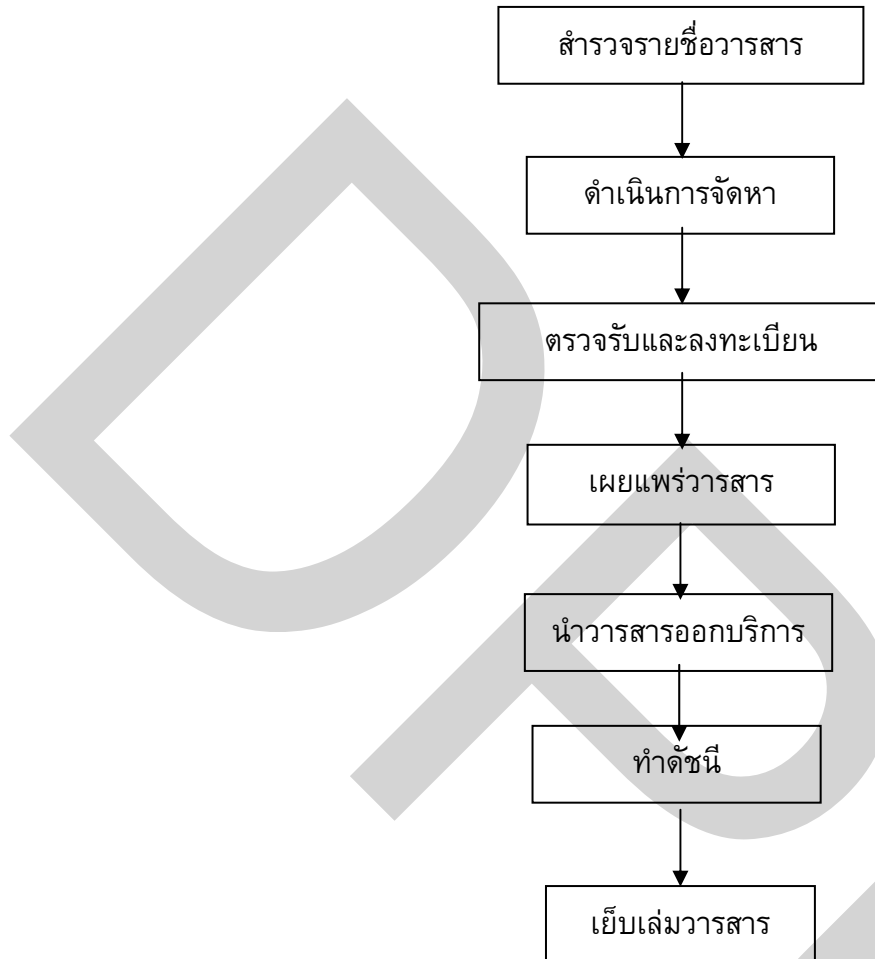 สำรวจรายชื่อวารสาร
ดำเนินการจัดหา
ตรวจรับและลงทะเบียน
เผยแพร่วารสาร
นำวารสารออกบริการ
ทำดัชนี
เย็บเล่มวารสาร